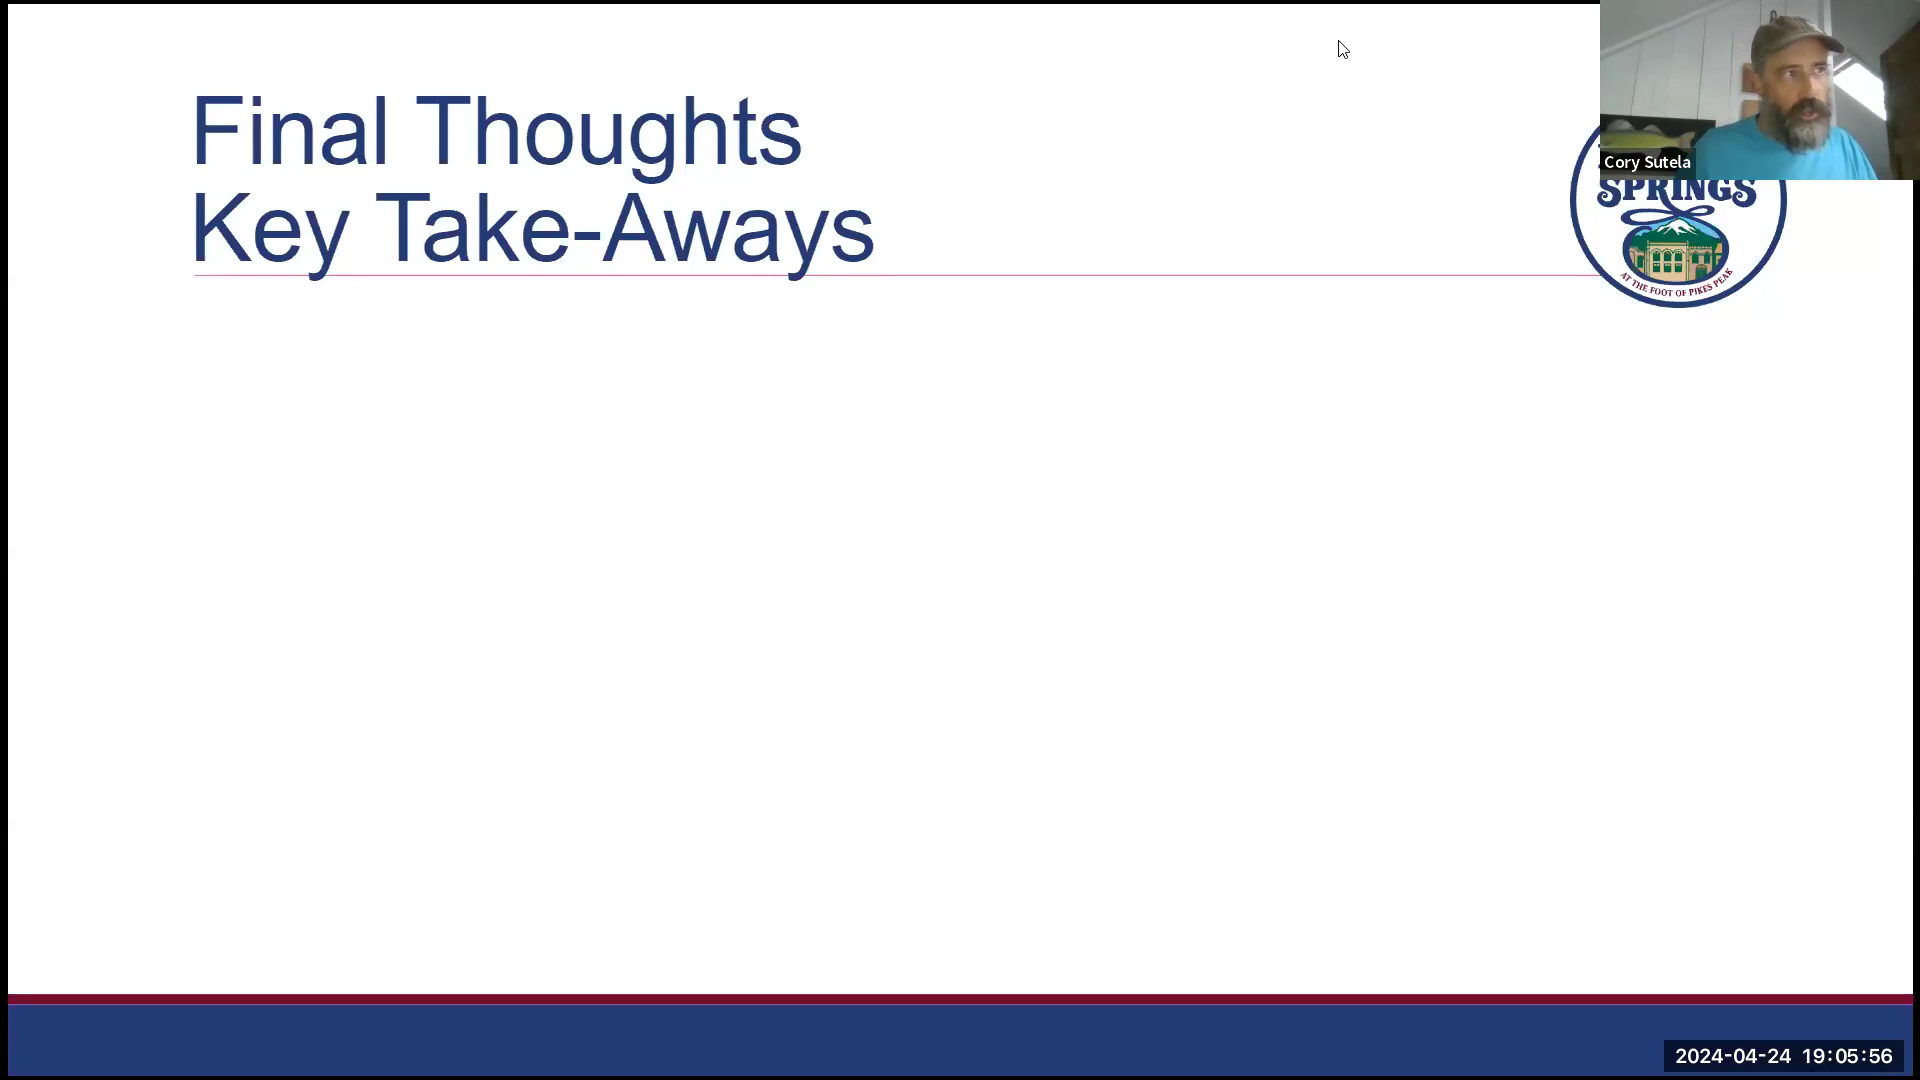 Final Thoughts
Key Take-Aways
Cory Sutela
SPRINGS
AT THE FOOT OF PIKES PEAK
2024-04-24 19:05:56